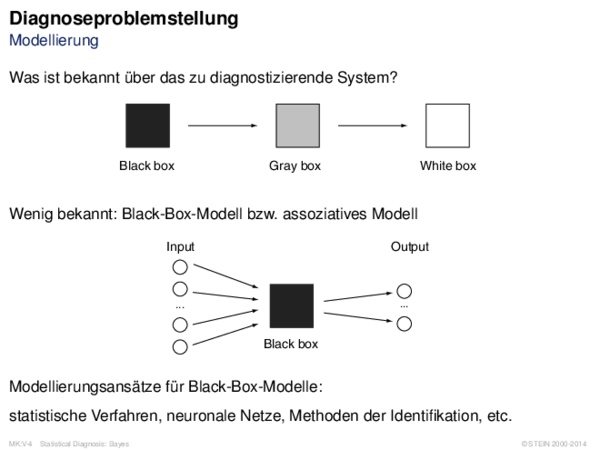 Diagnoseproblemstellung
Modellierung
Was ist bekannt über das zu diagnostizierende System?
Black box
Gray box
White box
Wenig bekannt: Black-Box-Modell bzw. assoziatives Modell
Input
Output
...
...
Black box
Modellierungsansätze für Black-Box-Modelle:
statistische Verfahren, neuronale Netze, Methoden der Identifikation, etc.
MK:V-4 Statistical Diagnosis: Bayes
©STEIN 2000-2014